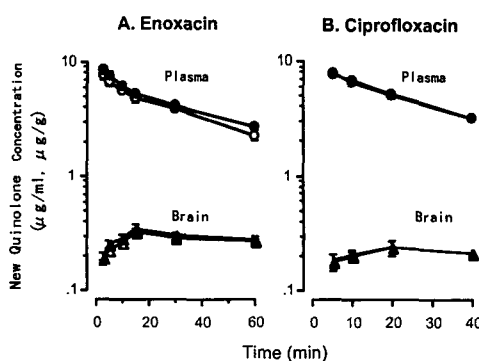 A. Enoxacin
B. Ciprofloxacin
New Quinolone Concentration
(μg/ml, μg/g)
10
Plasma
1
Brain
.1
0 20 40 60
10
Plasma
1
Brain
.1
0 10 20 30 40
Time (min)